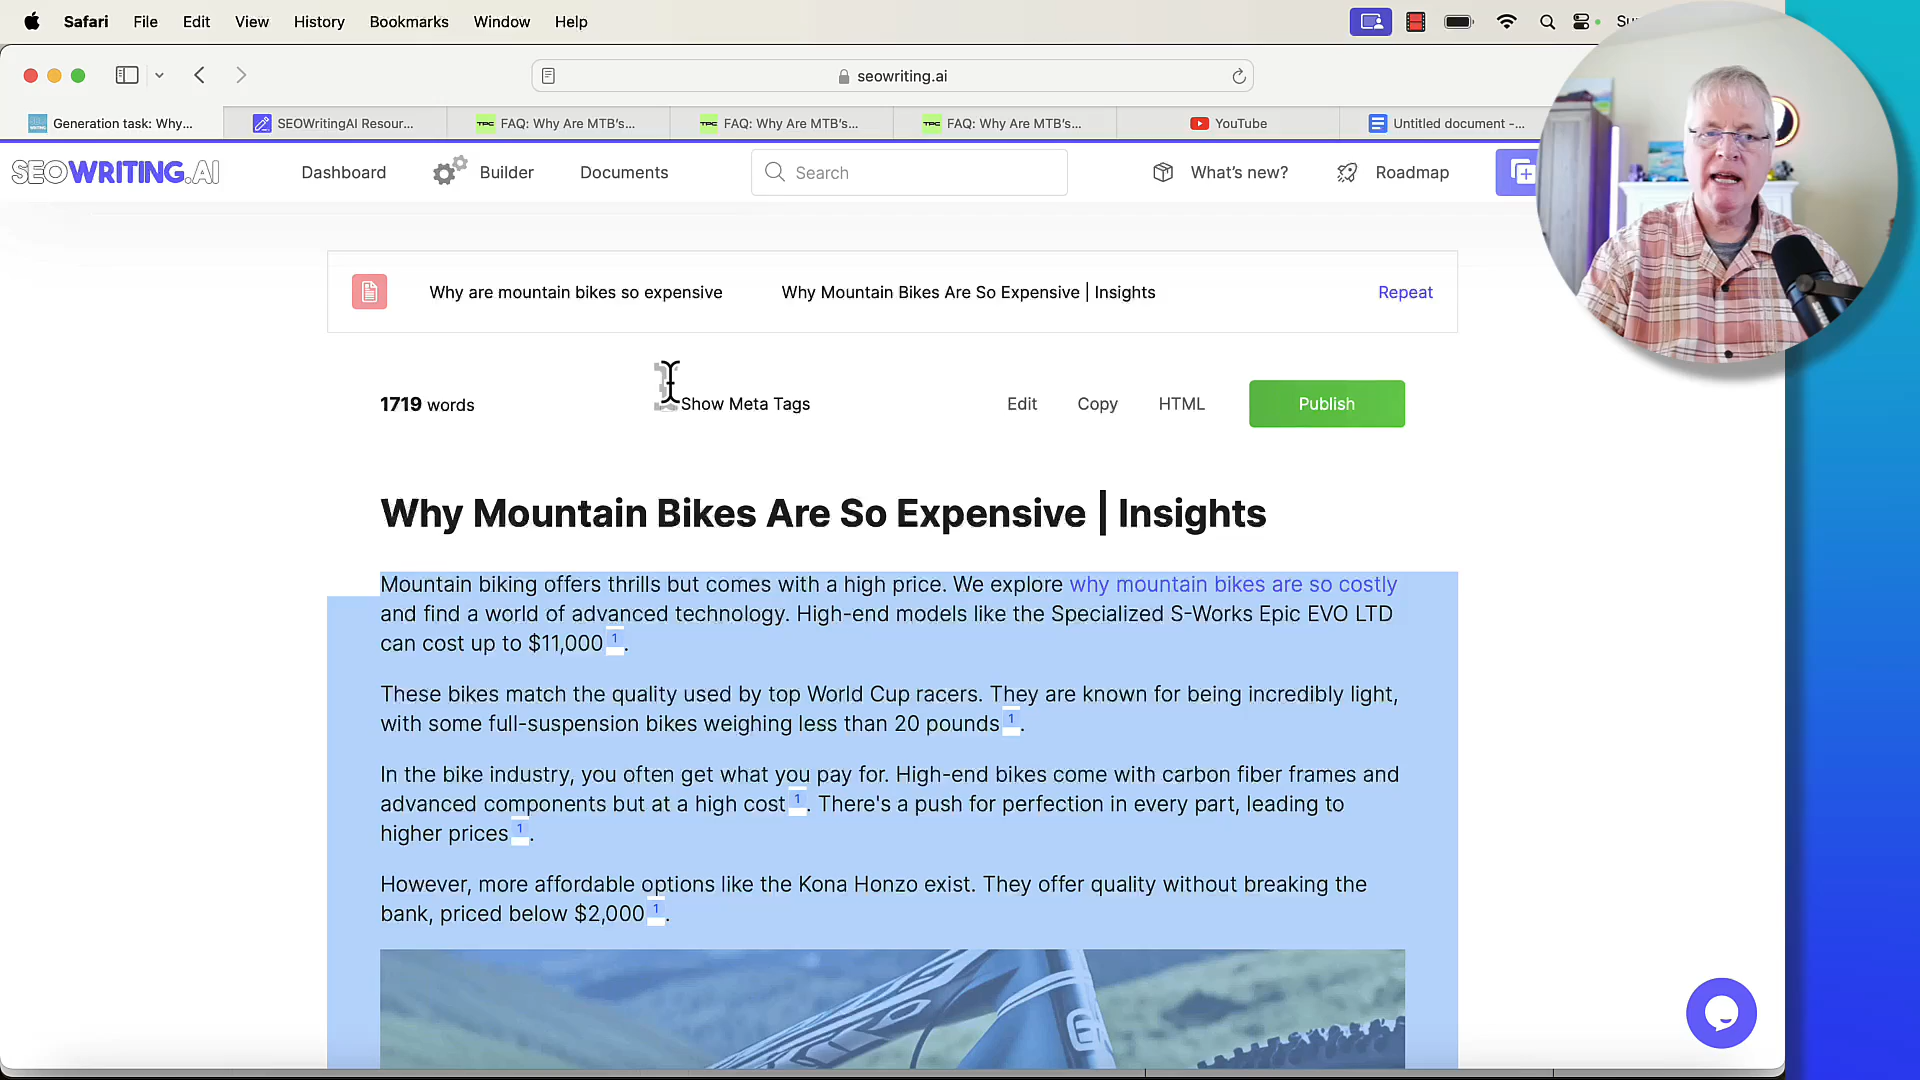 Safari File Edit View History Bookmarks Window Help
seowriting.ai
Generation task: Why... SEOWritingAI Resour... TPC FAQ: Why Are MTB's... TPC FAQ: Why Are MTB's... TPC FAQ: Why Are MTB's... YouTube Untitled document -...
SEOWRITING.AI Dashboard Builder Documents Search What's new? Roadmap
Why are mountain bikes so expensive Why Mountain Bikes Are So Expensive | Insights Repeat
1719 words Show Meta Tags Edit Copy HTML Publish
Why Mountain Bikes Are So Expensive | Insights
Mountain biking offers thrills but comes with a high price. We explore why mountain bikes are so costly
and find a world of advanced technology. High-end models like the Specialized S-Works Epic EVO LTD
can cost up to $11,000 1.
These bikes match the quality used by top World Cup racers. They are known for being incredibly light,
with some full-suspension bikes weighing less than 20 pounds 1.
In the bike industry, you often get what you pay for. High-end bikes come with carbon fiber frames and
advanced components but at a high cost 1. There's a push for perfection in every part, leading to
higher prices 1.
However, more affordable options like the Kona Honzo exist. They offer quality without breaking the
bank, priced below $2,000 1.